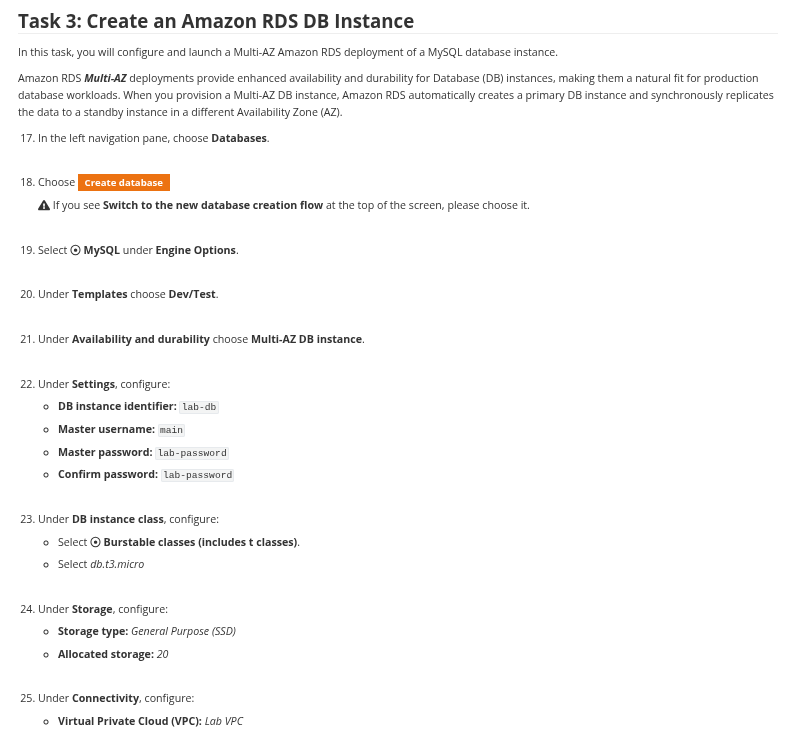 Task 3: Create an Amazon RDS DB Instance
In this task, you will configure and launch a Multi-AZ Amazon RDS deployment of a MySQL database instance.
Amazon RDS Multi-AZ deployments provide enhanced availability and durability for Database (DB) instances, making them a natural fit for production
database workloads. When you provision a Multi-AZ DB instance, Amazon RDS automatically creates a primary DB instance and synchronously replicates
the data to a standby instance in a different Availability Zone (AZ).
17. In the left navigation pane, choose Databases.
18. Choose Create database
If you see Switch to the new database creation flow at the top of the screen, please choose it.
19. Select MySQL under Engine Options.
20. Under Templates choose Dev/Test.
21. Under Availability and durability choose Multi-AZ DB instance.
22. Under Settings, configure:
DB instance identifier: lab-db
Master username: main
Master password: lab-password
Confirm password: lab-password
23. Under DB instance class, configure:
Select Burstable classes (includes t classes).
Select db.t3.micro
24. Under Storage, configure:
Storage type: General Purpose (SSD)
Allocated storage: 20
25. Under Connectivity, configure:
Virtual Private Cloud (VPC): Lab VPC